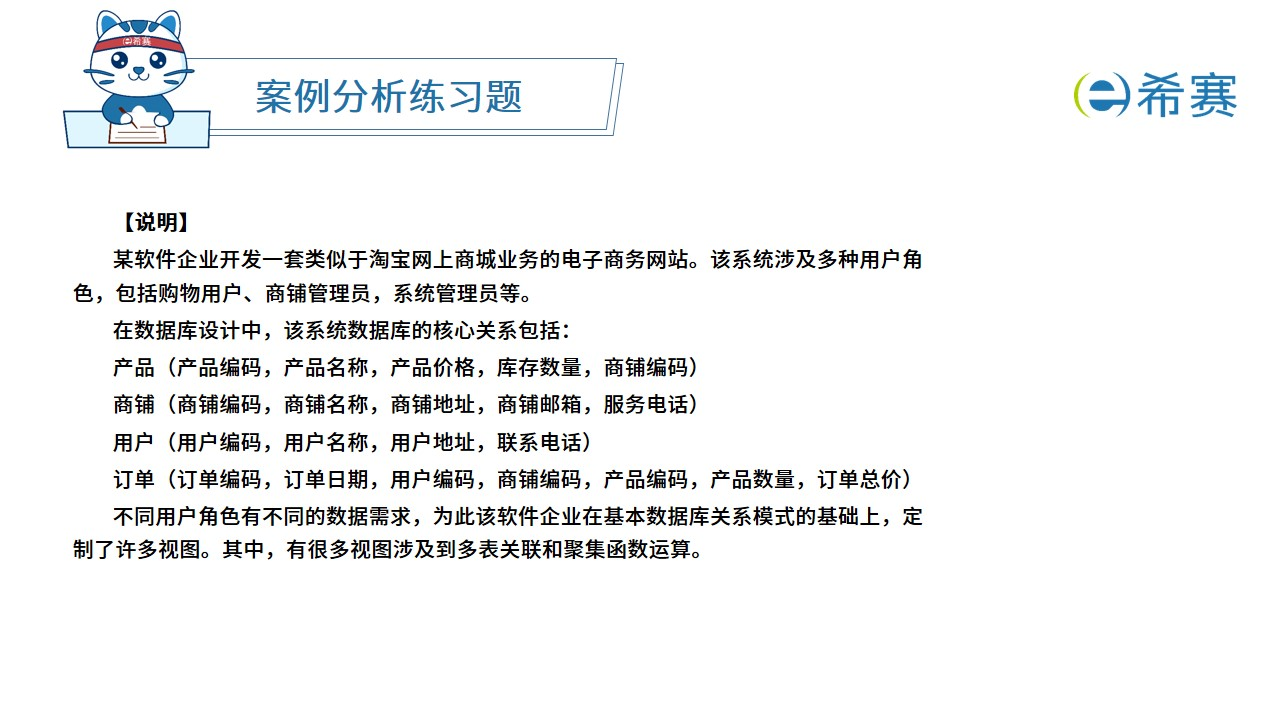 希赛
案例分析练习题
希赛
【说明】
某软件企业开发一套类似于淘宝网上商城业务的电子商务网站。该系统涉及多种用户角
色，包括购物用户、商铺管理员，系统管理员等。
在数据库设计中，该系统数据库的核心关系包括：
产品（产品编码，产品名称，产品价格，库存数量，商铺编码）
商铺（商铺编码，商铺名称，商铺地址，商铺邮箱，服务电话）
用户（用户编码，用户名称，用户地址，联系电话）
订单（订单编码，订单日期，用户编码，商铺编码，产品编码，产品数量，订单总价）
不同用户角色有不同的数据需求，为此该软件企业在基本数据库关系模式的基础上，定
制了许多视图。其中，有很多视图涉及到多表关联和聚集函数运算。